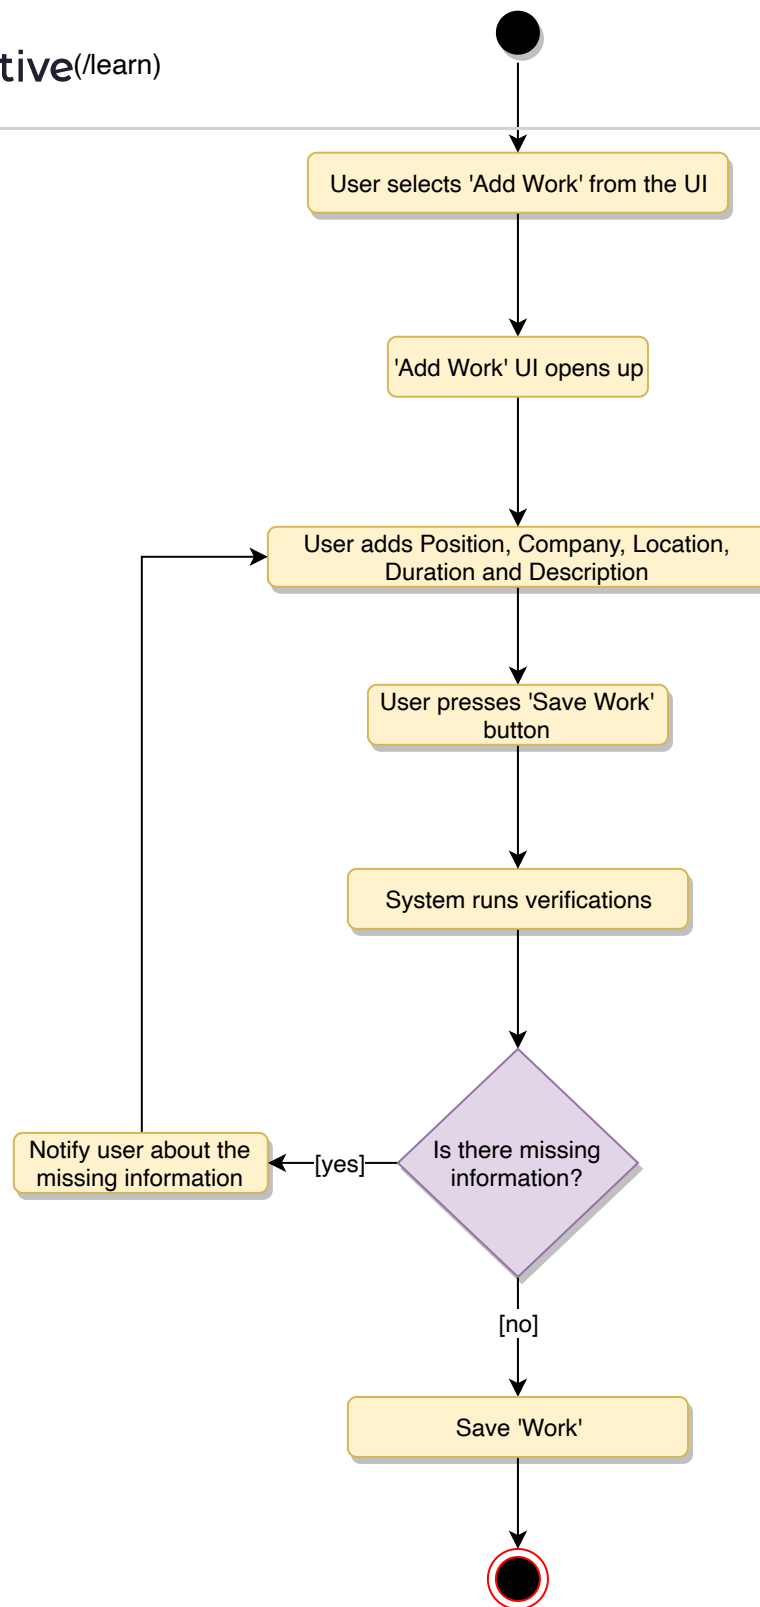 tive(/learn)
User selects 'Add Work' from the UI
'Add Work' UI opens up
User adds Position, Company, Location,
Duration and Description
User presses 'Save Work'
button
System runs verifications
Is there missing
information?
[yes]
Notify user about the
missing information
[no]
Save 'Work'